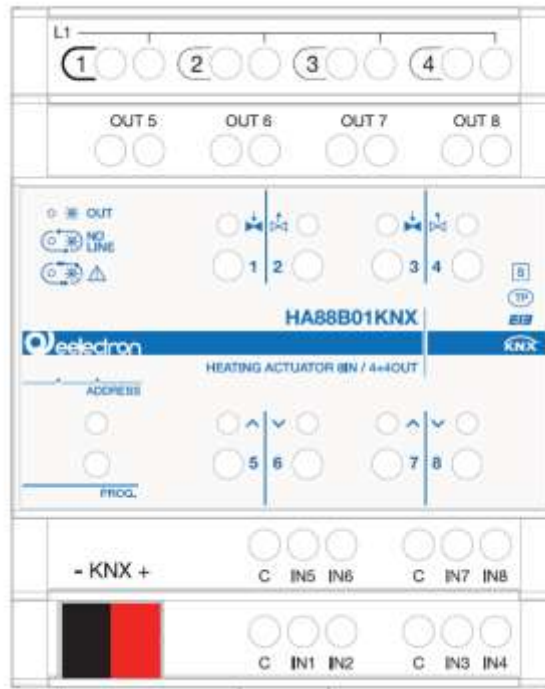 L1
1 2 3 4
OUT 5 OUT 6 OUT 7 OUT 8
OUT
NO
LINE
1 2 3 4
S
TP
EIB
HA88B01KNX
eelectron
KNX
HEATING ACTUATOR 8IN / 4+4OUT
ADDRESS
5 6 7 8
PROG.
- KNX +
C IN5 IN6 C IN7 IN8
C IN1 IN2 C IN3 IN4